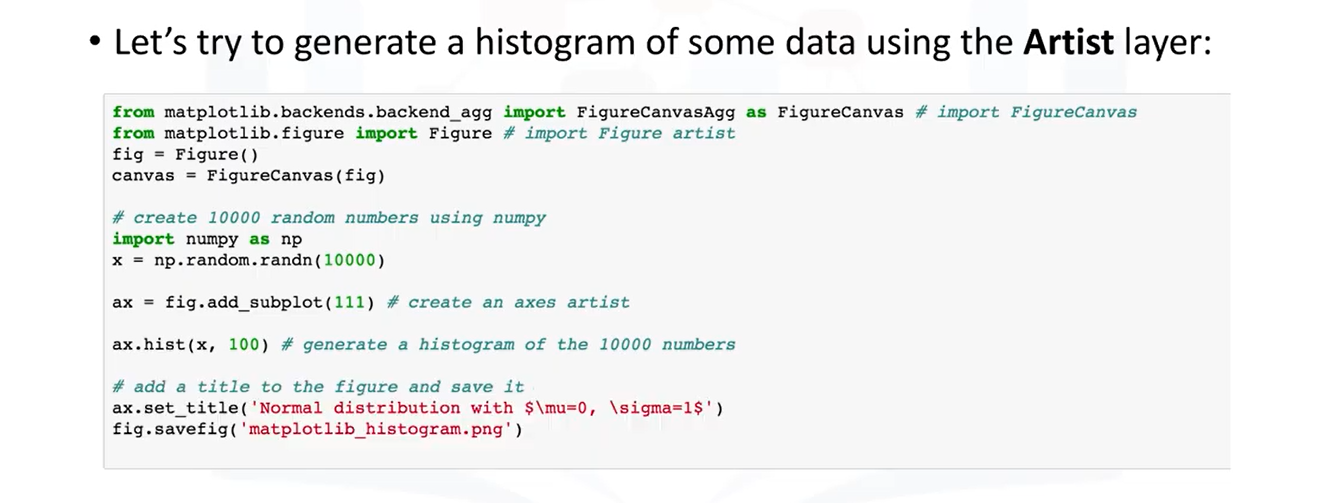 • Let's try to generate a histogram of some data using the Artist layer:
from matplotlib.backends.backend_agg import FigureCanvasAgg as FigureCanvas # import FigureCanvas
from matplotlib.figure import Figure # import Figure artist
fig = Figure()
canvas = FigureCanvas(fig)

# create 10000 random numbers using numpy
import numpy as np
x = np.random.randn(10000)

ax = fig.add_subplot(111) # create an axes artist

ax.hist(x, 100) # generate a histogram of the 10000 numbers

# add a title to the figure and save it
ax.set_title('Normal distribution with $\mu=0, \sigma=1$')
fig.savefig('matplotlib_histogram.png')